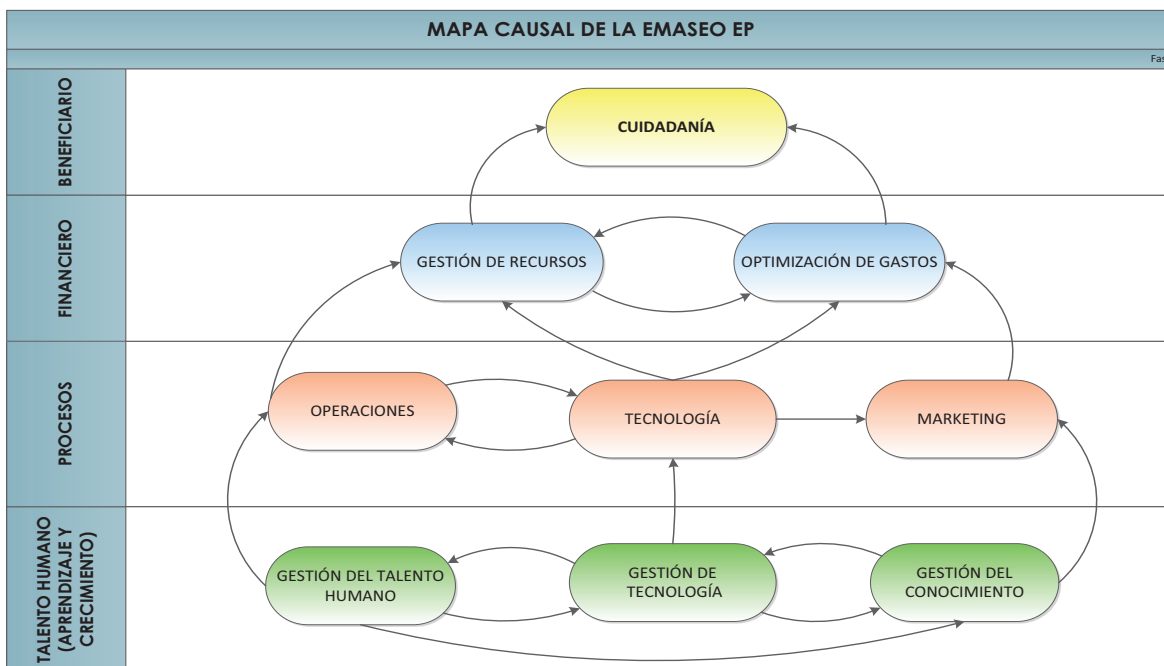 MAPA CAUSAL DE LA EMASEO EP
Fas
BENEFICIARIO
CUIDADANÍA
FINANCIERO
GESTIÓN DE RECURSOS
OPTIMIZACIÓN DE GASTOS
PROCESOS
OPERACIONES
TECNOLOGÍA
MARKETING
TALENTO HUMANO
(APRENDIZAJE Y
CRECIMIENTO)
GESTIÓN DEL TALENTO
HUMANO
GESTIÓN DE
TECNOLOGÍA
GESTIÓN DEL
CONOCIMIENTO